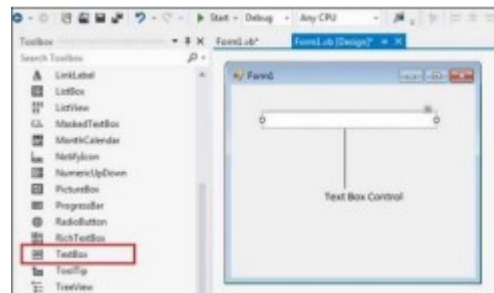 Start - Debug - Any CPU
Toolbox
Form1.vb*
Form1.vb [Design]*
Search Toolbox
LinkLabel
ListBox
ListView
MaskedTextBox
MonthCalendar
NotifyIcon
NumericUpDown
PictureBox
ProgressBar
RadioButton
RichTextBox
TextBox
ToolTip
TreeView
Form1
Text Box Control